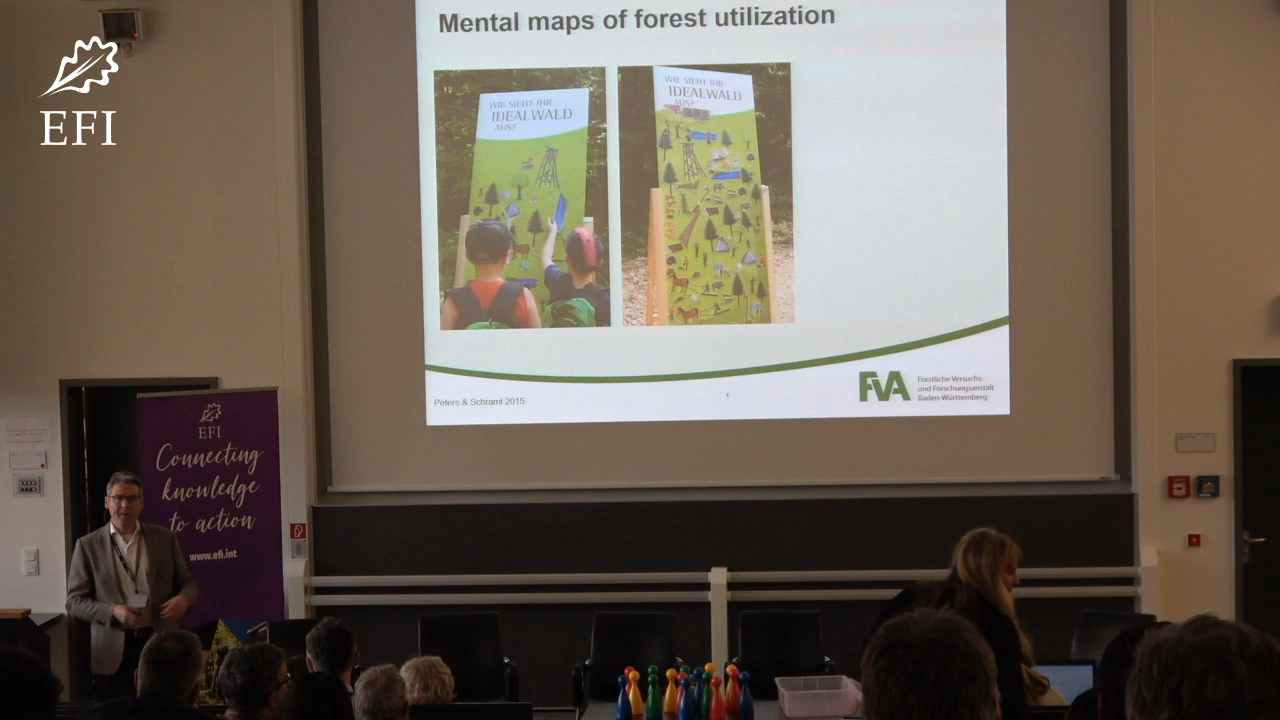 EFI
Mental maps of forest utilization
WIE SIEHT IHR
IDEALWALD
AUS?
WIE SIEHT IHR
IDEALWALD
AUS?
Peters & Schraml 2015
4
FVA
Forstliche Versuchs-
und Forschungsanstalt
Baden-Württemberg
EFI
Connecting
knowledge
to action
www.efi.int